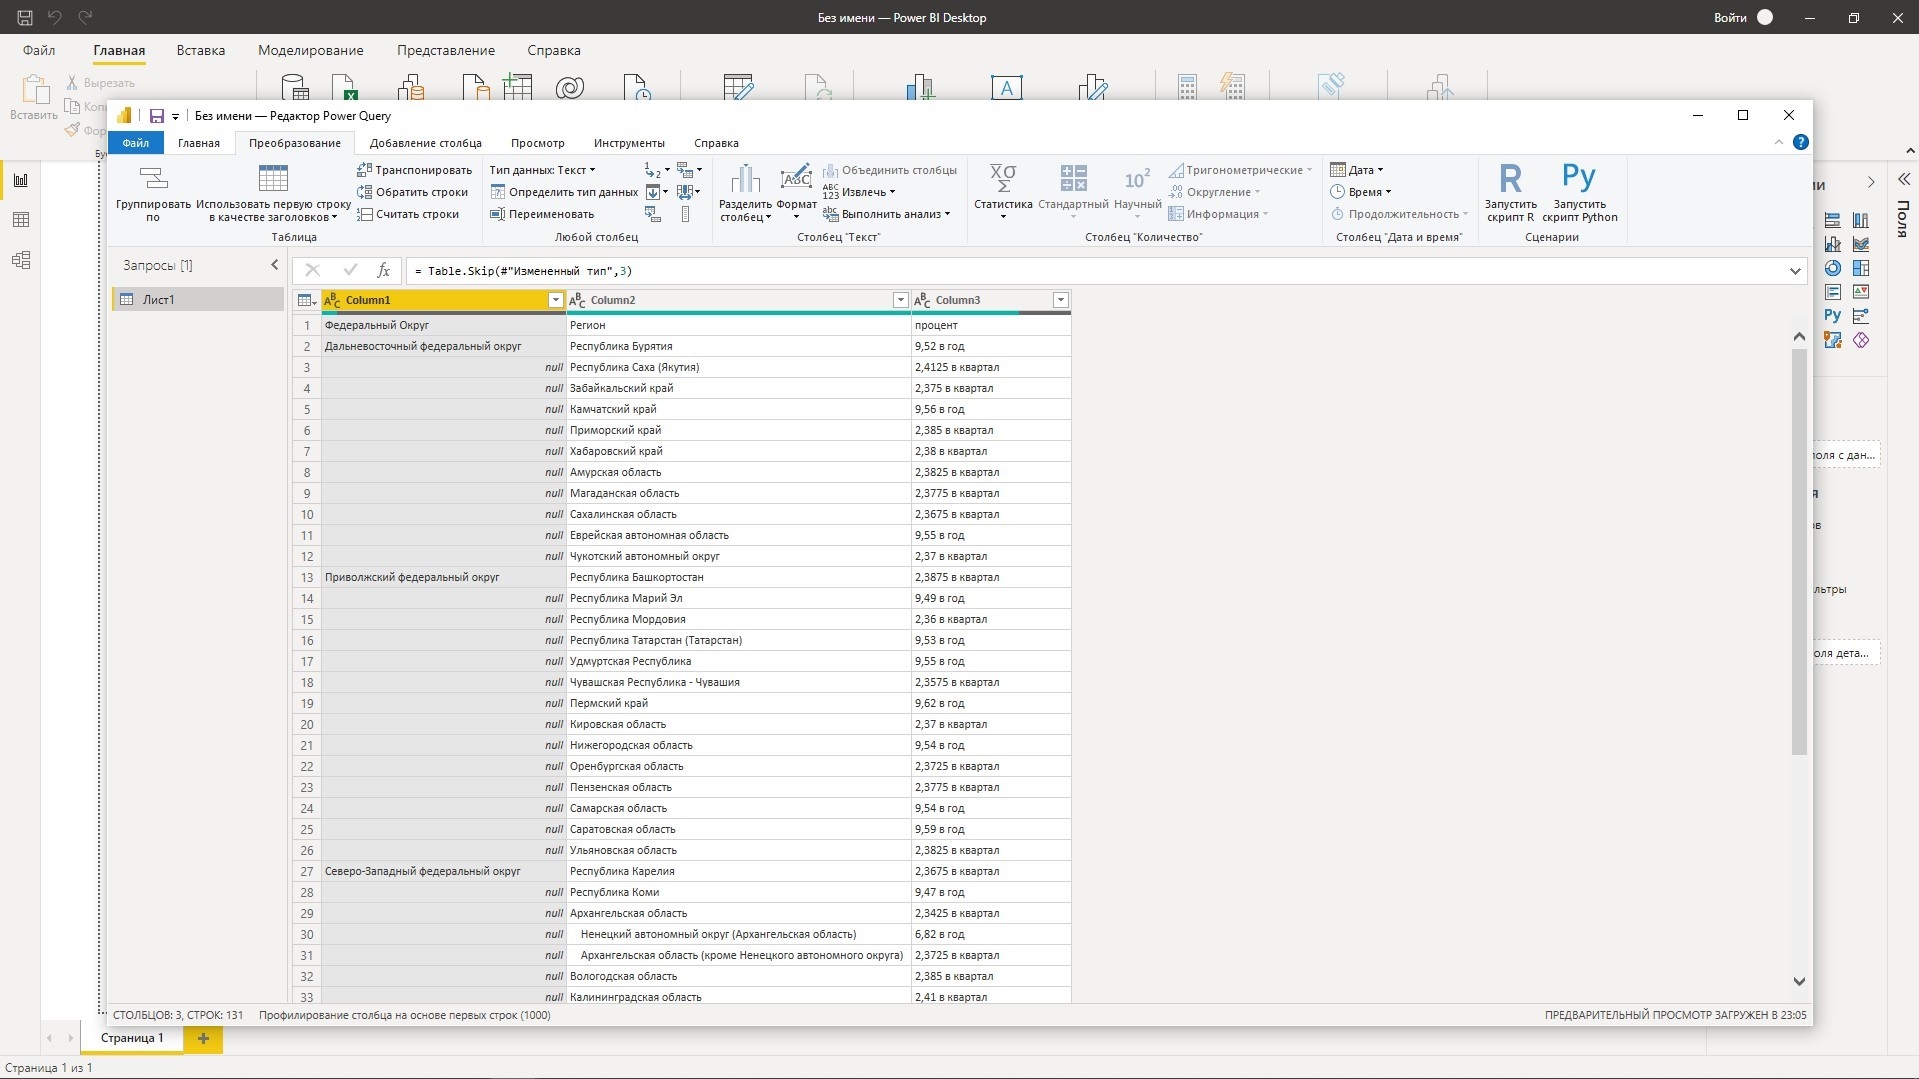 Без имени — Power BI Desktop
Войти
Файл Главная Вставка Моделирование Представление Справка
Вставить
Вырезать
Без имени — Редактор Power Query
Файл Главная Преобразование Добавление столбца Просмотр Инструменты Справка
Группировать по
Использовать первую строку в качестве заголовков
Транспонировать
Обратить строки
Считать строки
Таблица
Тип данных: Текст
Определить тип данных
Переименовать
Любой столбец
Разделить столбец
Формат
Объединить столбцы
Извлечь
Выполнить анализ
Столбец "Текст"
Статистика
Стандартный
Научный
Тригонометрические
Округление
Информация
Столбец "Количество"
Дата
Время
Продолжительность
Столбец "Дата и время"
Запустить скрипт R
Запустить скрипт Python
Сценарии
Поля
Запросы [1]
Лист1
= Table.Skip(#"Измененный тип",3)
Column1 Column2 Column3
1 Федеральный Округ Регион процент
2 Дальневосточный федеральный округ Республика Бурятия 9,52 в год
3 null Республика Саха (Якутия) 2,4125 в квартал
4 null Забайкальский край 2,375 в квартал
5 null Камчатский край 9,56 в год
6 null Приморский край 2,385 в квартал
7 null Хабаровский край 2,38 в квартал
8 null Амурская область 2,3825 в квартал
9 null Магаданская область 2,3775 в квартал
10 null Сахалинская область 2,3675 в квартал
11 null Еврейская автономная область 9,55 в год
12 null Чукотский автономный округ 2,37 в квартал
13 Приволжский федеральный округ Республика Башкортостан 2,3875 в квартал
14 null Республика Марий Эл 9,49 в год
15 null Республика Мордовия 2,36 в квартал
16 null Республика Татарстан (Татарстан) 9,53 в год
17 null Удмуртская Республика 9,55 в год
18 null Чувашская Республика - Чувашия 2,3575 в квартал
19 null Пермский край 9,62 в год
20 null Кировская область 2,37 в квартал
21 null Нижегородская область 9,54 в год
22 null Оренбургская область 2,3725 в квартал
23 null Пензенская область 2,3775 в квартал
24 null Самарская область 9,54 в год
25 null Саратовская область 9,59 в год
26 null Ульяновская область 2,3825 в квартал
27 Северо-Западный федеральный округ Республика Карелия 2,3675 в квартал
28 null Республика Коми 9,47 в год
29 null Архангельская область 2,3425 в квартал
30 null Ненецкий автономный округ (Архангельская область) 6,82 в год
31 null Архангельская область (кроме Ненецкого автономного округа) 2,3725 в квартал
32 null Вологодская область 2,385 в квартал
33 null Калининградская область 2,41 в квартал
СТОЛБЦОВ: 3, СТРОК: 131 Профилирование столбца на основе первых строк (1000)
ПРЕДВАРИТЕЛЬНЫЙ ПРОСМОТР ЗАГРУЖЕН В 23:05
Страница 1
Страница 1 из 1